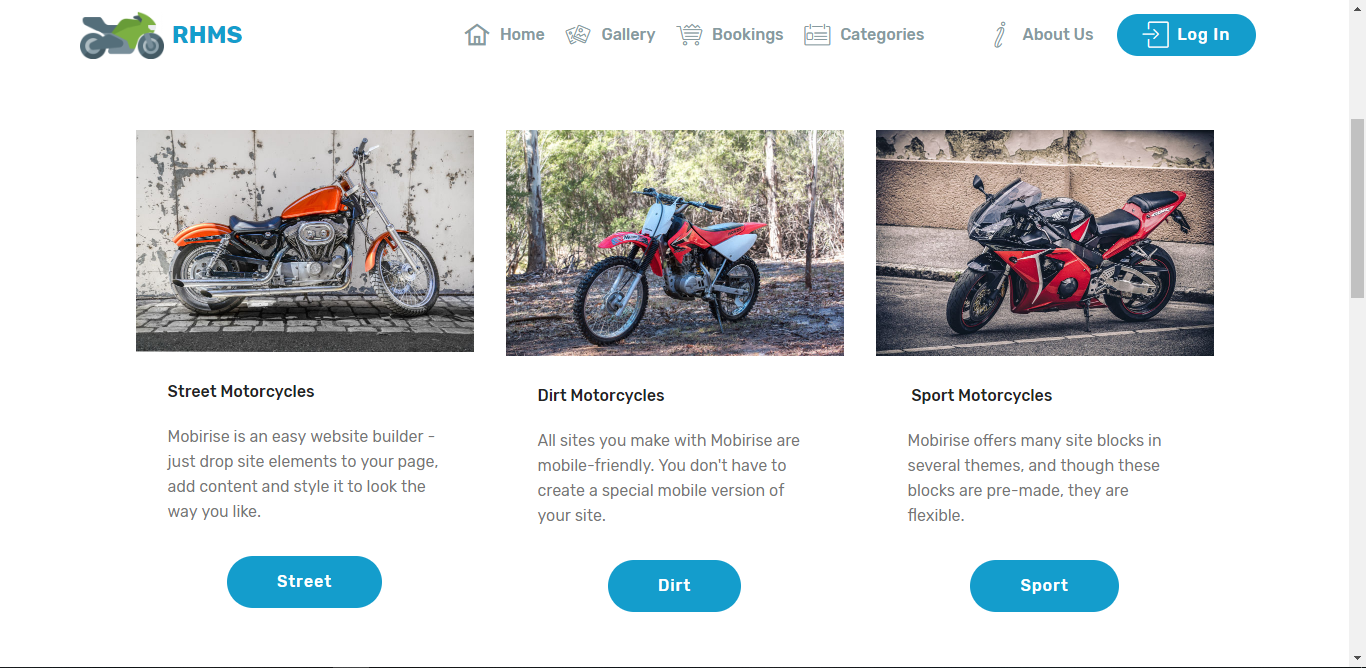 RHMS
Home
Gallery
Bookings
Categories
About Us
Log In
Street Motorcycles
Mobirise is an easy website builder -
just drop site elements to your page,
add content and style it to look the
way you like.
Street
Dirt Motorcycles
All sites you make with Mobirise are
mobile-friendly. You don't have to
create a special mobile version of
your site.
Dirt
Sport Motorcycles
Mobirise offers many site blocks in
several themes, and though these
blocks are pre-made, they are
flexible.
Sport